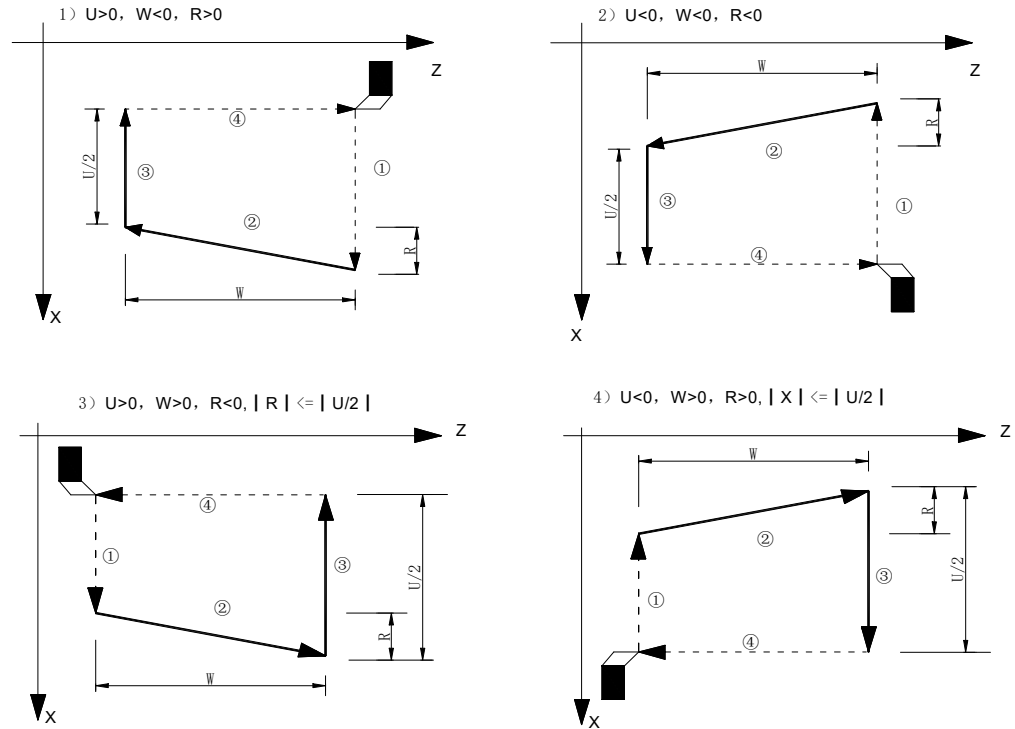 1）U>0，W<0，R>0
Z
④
①
U/2
③
②
R
W
X
2）U<0，W<0，R<0
W
Z
R
②
①
U/2
③
④
X
3）U>0，W>0，R<0,|R|<=|U/2|
Z
④
①
③
U/2
②
R
W
X
4）U<0，W>0，R>0,|X|<=|U/2|
Z
W
R
②
U/2
③
①
④
X